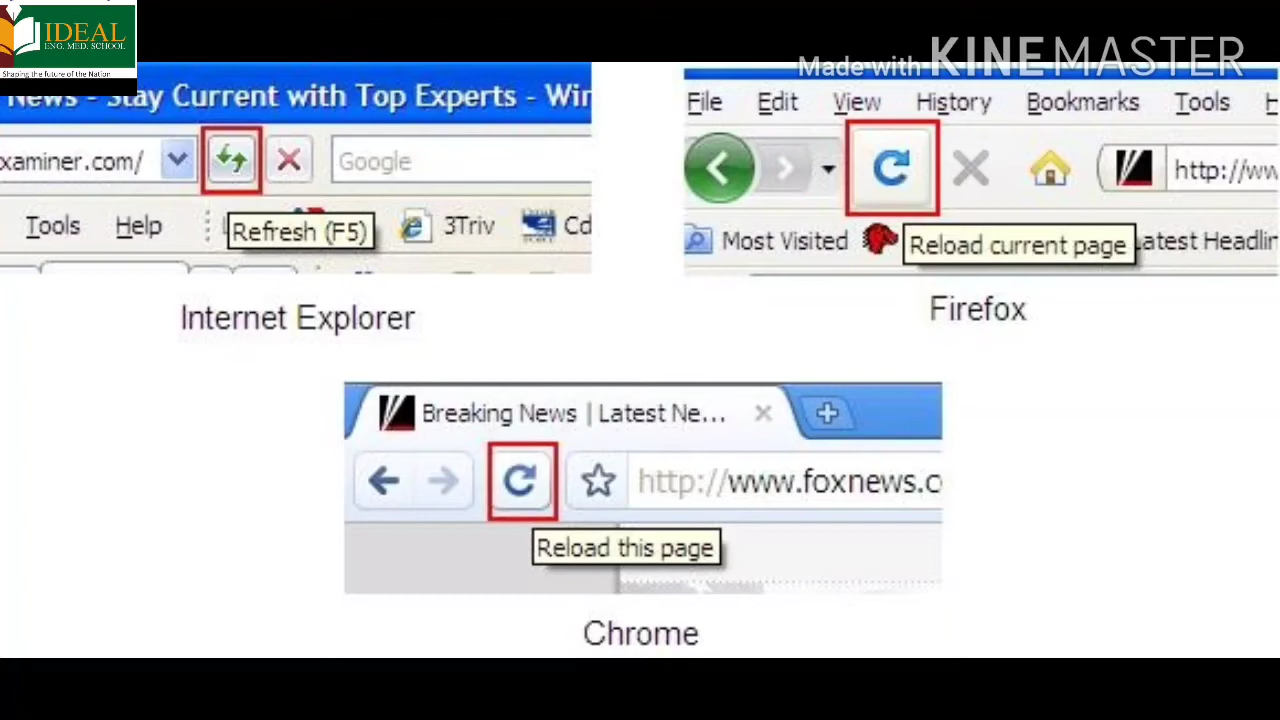 IDEAL
ENG. MED. SCHOOL
Shaping the future of the Nation
Made with KINEMASTER
News - Stay Current with Top Experts - Wir
xaminer.com/
Google
Tools Help
Refresh (F5)
3Triv
Internet Explorer
File Edit View History Bookmarks Tools H
http://ww
Most Visited
Reload current page
atest Headlin
Firefox
Breaking News | Latest Ne...
http://www.foxnews.c
Reload this page
Chrome